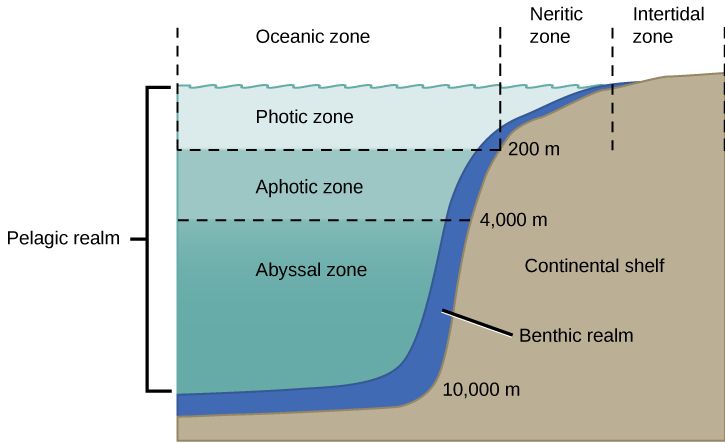 Oceanic zone
Neritic
zone
Intertidal
zone
Photic zone
200 m
Aphotic zone
4,000 m
Pelagic realm
Abyssal zone
Continental shelf
Benthic realm
10,000 m